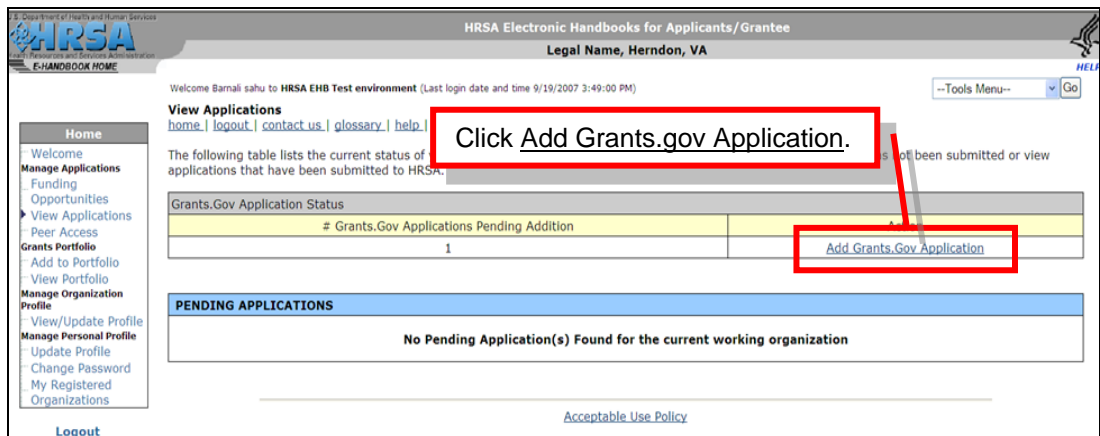 U.S. Department of Health and Human Services
HRSA
Health Resources and Services Administration
E-HANDBOOK HOME
HRSA Electronic Handbooks for Applicants/Grantee
Legal Name, Herndon, VA
HELP
Welcome Barnali sahu to HRSA EHB Test environment (Last login date and time 9/19/2007 3:49:00 PM)
--Tools Menu-- Go
View Applications
home | logout | contact us | glossary | help |
Click Add Grants.gov Application.
The following table lists the current status of not been submitted or view
applications that have been submitted to HRSA.
Grants.Gov Application Status
# Grants.Gov Applications Pending Addition
1 Add Grants.Gov Application
PENDING APPLICATIONS
No Pending Application(s) Found for the current working organization
Acceptable Use Policy
Home
Welcome
Manage Applications
Funding
Opportunities
View Applications
Peer Access
Grants Portfolio
Add to Portfolio
View Portfolio
Manage Organization
Profile
View/Update Profile
Manage Personal Profile
Update Profile
Change Password
My Registered
Organizations
Logout